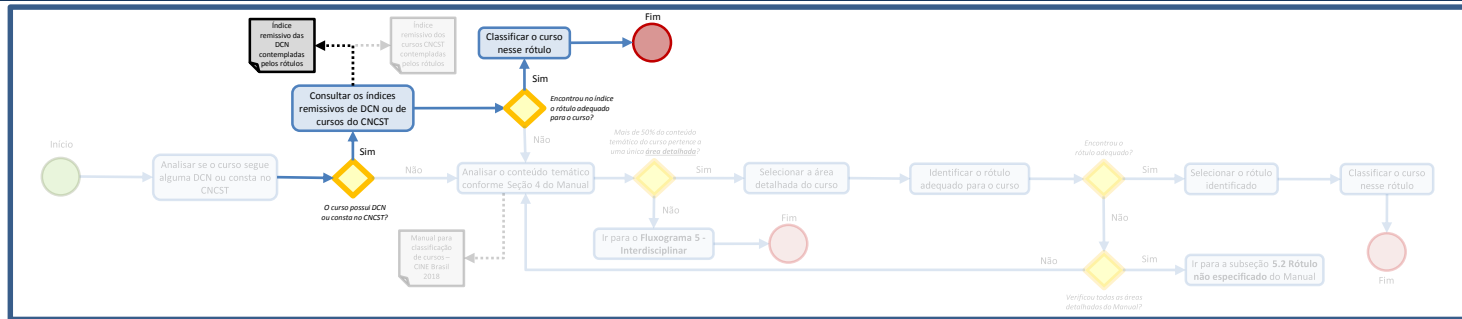 Índice
remissivo das
DCN
contempladas
pelos rótulos
Índice
remissivo dos
cursos CNCST
contempladas
pelos rótulos
Fim
Classificar o curso
nesse rótulo
Sim
Consultar os índices
remissivos de DCN ou de
cursos do CNCST
Encontrou no índice
o rótulo adequado
para o curso?
Não
Mais de 50% do conteúdo
temático do curso pertence a
uma única área detalhada?
Encontrou o
rótulo adequado?
Início
Analisar se o curso segue
alguma DCN ou consta no
CNCST
Sim
O curso possui DCN
ou consta no CNCST?
Não
Analisar o conteúdo temático
conforme Seção 4 do Manual
Sim
Selecionar a área
detalhada do curso
Identificar o rótulo
adequado para o curso
Sim
Selecionar o rótulo
identificado
Classificar o curso
nesse rótulo
Não
Não
Manual para
classificação
de cursos –
CINE Brasil
2018
Ir para o Fluxograma 5 -
Interdisciplinar
Fim
Não
Sim
Ir para a subseção 5.2 Rótulo
não especificado do Manual
Verificou todas as áreas
detalhadas do Manual?
Fim